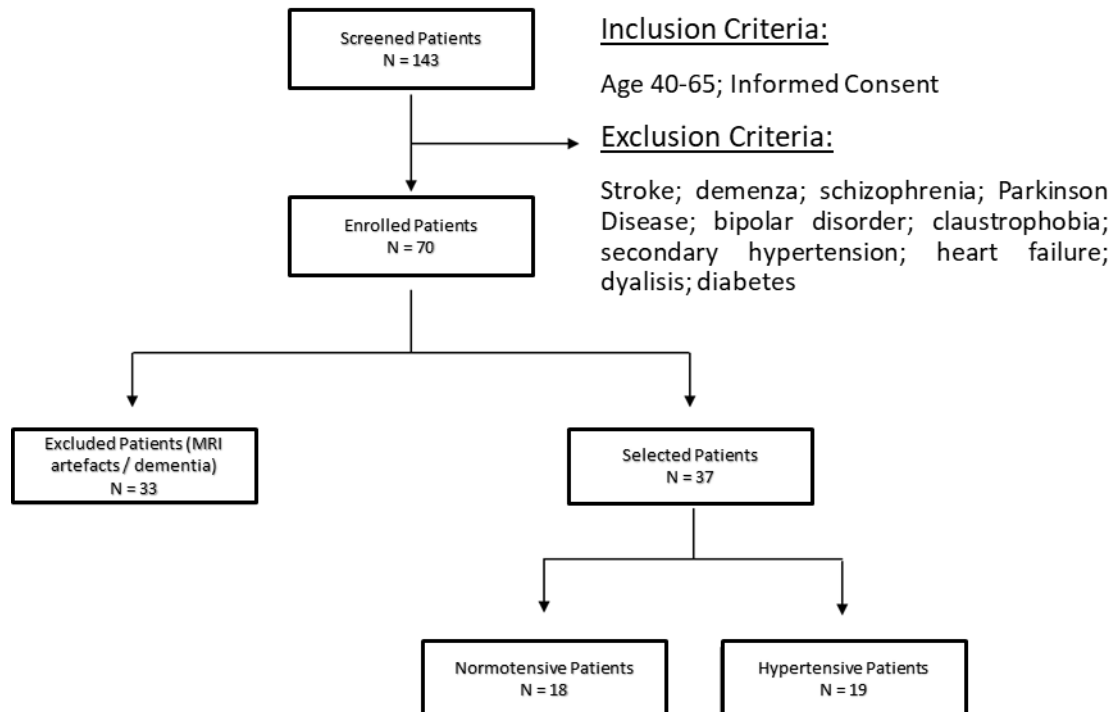 Screened Patients
N = 143
Inclusion Criteria:
Age 40-65; Informed Consent
Exclusion Criteria:
Stroke; demenza; schizophrenia; Parkinson
Disease; bipolar disorder; claustrophobia;
secondary hypertension; heart failure;
dyalisis; diabetes
Enrolled Patients
N = 70
Excluded Patients (MRI
artefacts / dementia)
N = 33
Selected Patients
N = 37
Normotensive Patients
N = 18
Hypertensive Patients
N = 19